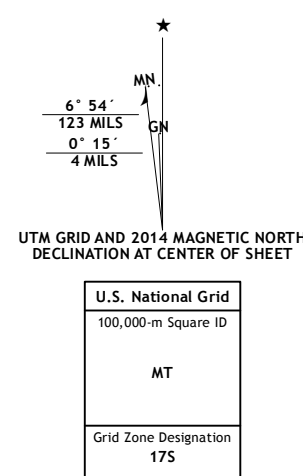 ★
MN
6° 54´
123 MILS
GN
0° 15´
4 MILS
UTM GRID AND 2014 MAGNETIC NORTH
DECLINATION AT CENTER OF SHEET
U.S. National Grid
100,000-m Square ID
MT
Grid Zone Designation
17S